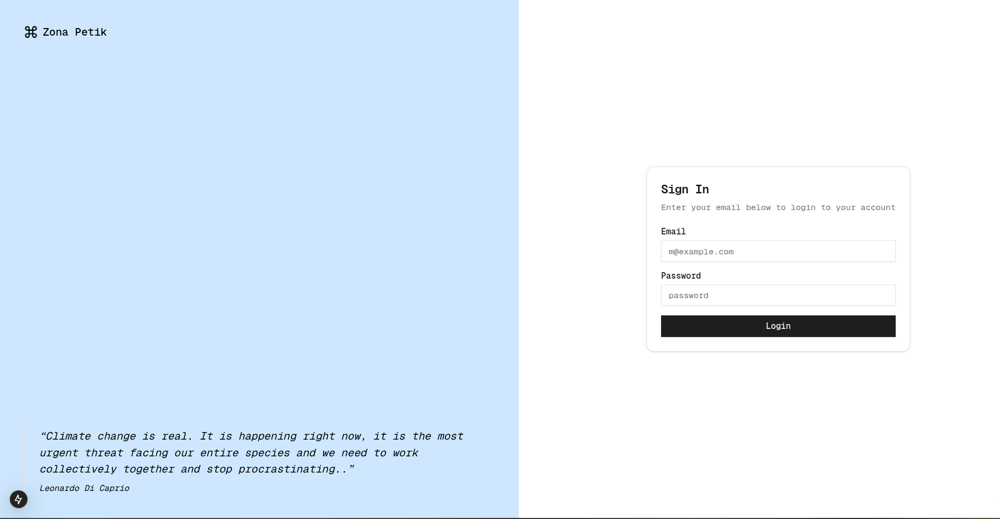 Zona Petik
“Climate change is real. It is happening right now, it is the most
urgent threat facing our entire species and we need to work
collectively together and stop procrastinating..”
Leonardo Di Caprio
Sign In
Enter your email below to login to your account
Email
m@example.com
Password
password
Login